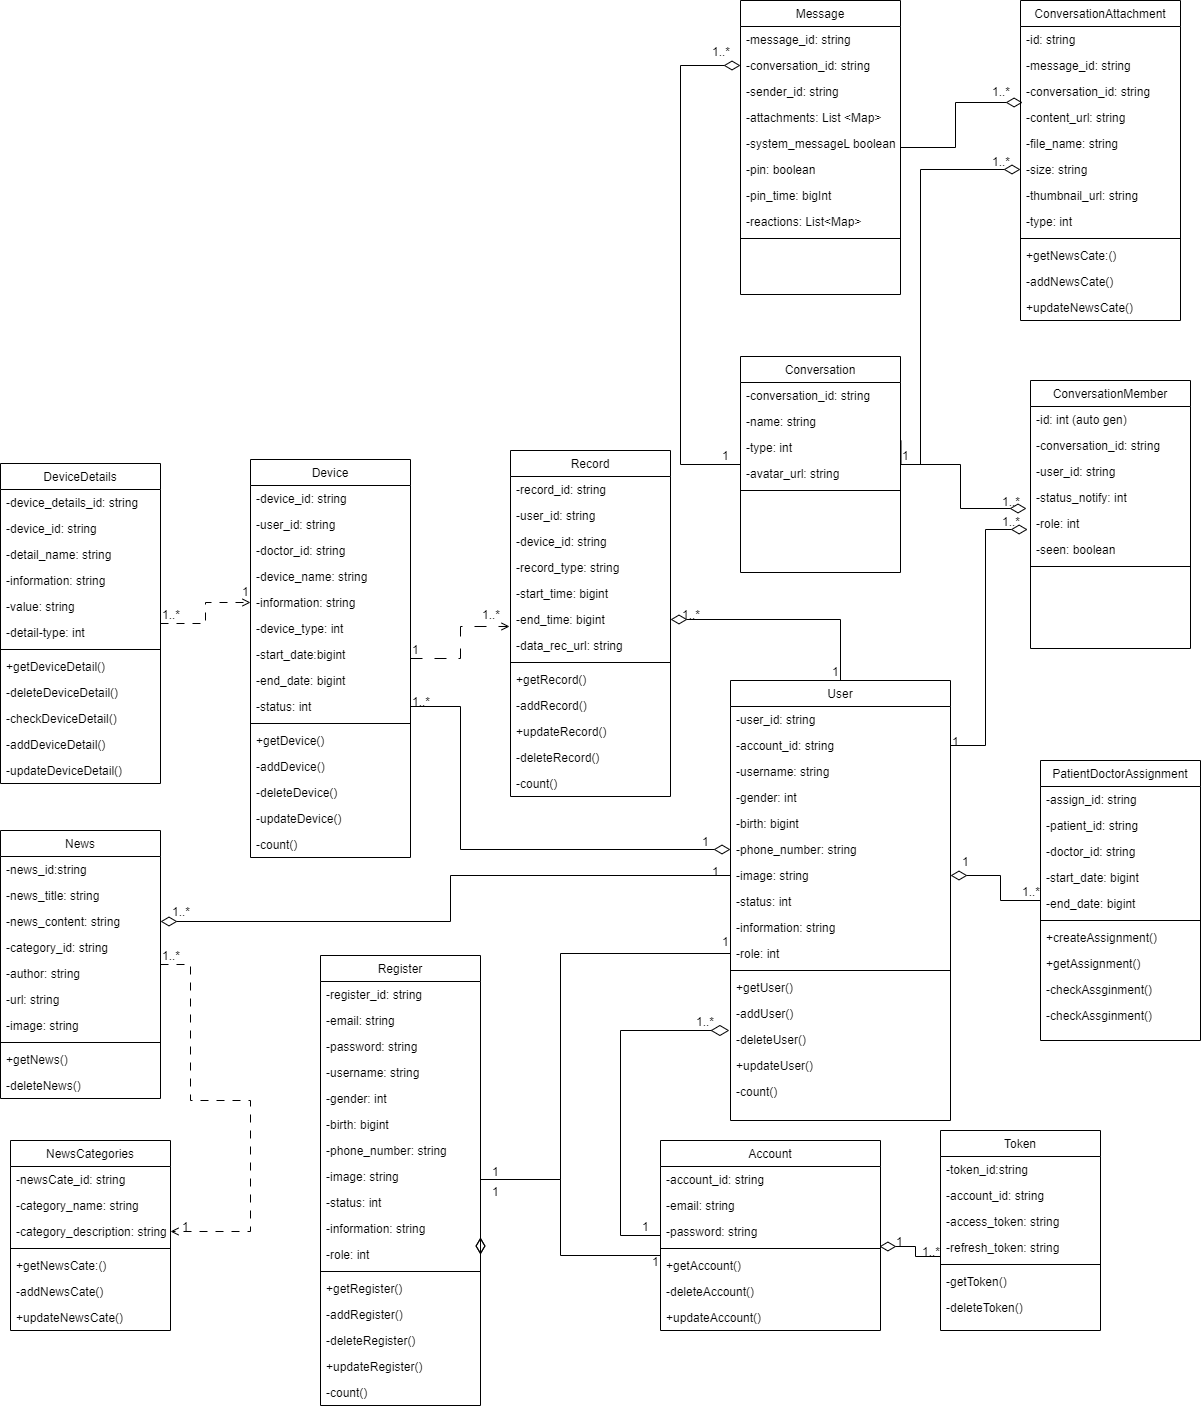 Message
-message_id: string
-conversation_id: string
-sender_id: string
-attachments: List <Map>
-system_messageL boolean
-pin: boolean
-pin_time: bigInt
-reactions: List<Map>
1..*
ConversationAttachment
-id: string
-message_id: string
-conversation_id: string
-content_url: string
-file_name: string
-size: string
-thumbnail_url: string
-type: int
+getNewsCate:()
-addNewsCate()
+updateNewsCate()
1..*
1..*
Conversation
-conversation_id: string
-name: string
-type: int
-avatar_url: string
1
1
ConversationMember
-id: int (auto gen)
-conversation_id: string
-user_id: string
-status_notify: int
-role: int
-seen: boolean
1..*
1..*
DeviceDetails
-device_details_id: string
-device_id: string
-detail_name: string
-information: string
-value: string
-detail-type: int
+getDeviceDetail()
-deleteDeviceDetail()
-checkDeviceDetail()
-addDeviceDetail()
-updateDeviceDetail()
1..*
1
Device
-device_id: string
-user_id: string
-doctor_id: string
-device_name: string
-information: string
-device_type: int
-start_date:bigint
-end_date: bigint
-status: int
+getDevice()
-addDevice()
-deleteDevice()
-updateDevice()
-count()
1
1..*
1..*
Record
-record_id: string
-user_id: string
-device_id: string
-record_type: string
-start_time: bigint
-end_time: bigint
-data_rec_url: string
+getRecord()
-addRecord()
+updateRecord()
-deleteRecord()
-count()
1..*
1
User
-user_id: string
-account_id: string
-username: string
-gender: int
-birth: bigint
-phone_number: string
-image: string
-status: int
-information: string
-role: int
+getUser()
-addUser()
-deleteUser()
+updateUser()
-count()
1
1
1
1
1
1..*
PatientDoctorAssignment
-assign_id: string
-patient_id: string
-doctor_id: string
-start_date: bigint
-end_date: bigint
+createAssignment()
+getAssignment()
-checkAssginment()
-checkAssginment()
1..*
News
-news_id:string
-news_title: string
-news_content: string
-category_id: string
-author: string
-url: string
-image: string
+getNews()
-deleteNews()
1..*
1..*
NewsCategories
-newsCate_id: string
-category_name: string
-category_description: string
+getNewsCate:()
-addNewsCate()
+updateNewsCate()
1
Register
-register_id: string
-email: string
-password: string
-username: string
-gender: int
-birth: bigint
-phone_number: string
-image: string
-status: int
-information: string
-role: int
+getRegister()
-addRegister()
-deleteRegister()
+updateRegister()
-count()
1
1
Account
-account_id: string
-email: string
-password: string
+getAccount()
-deleteAccount()
+updateAccount()
1
1
1
1..*
Token
-token_id:string
-account_id: string
-access_token: string
-refresh_token: string
-getToken()
-deleteToken()